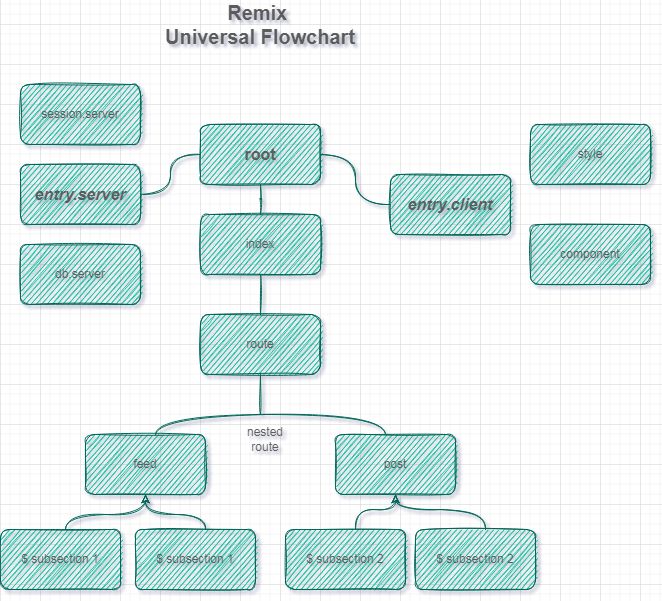 Remix
Universal Flowchart
session.server
root
style
entry.server
entry.client
index
component
db.server
route
nested
route
feed
post
$ subsection 1
$ subsection 1
$ subsection 2
$ subsection 2